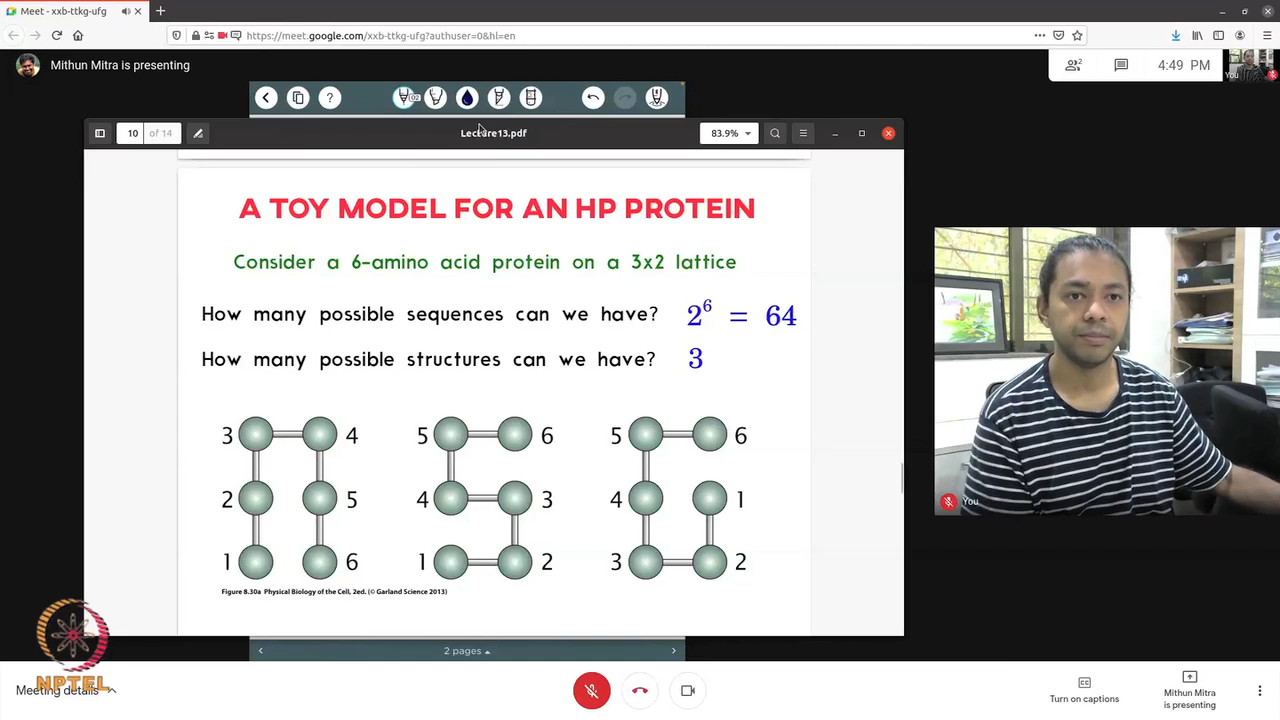 Meet - xxb-ttkg-ufg
https://meet.google.com/xxb-ttkg-ufg?authuser=0&hl=en
Mithun Mitra is presenting
2
4:49 PM
You
?
02
10 of 14
Lecture13.pdf
83.9%
A TOY MODEL FOR AN HP PROTEIN
Consider a 6-amino acid protein on a 3x2 lattice
How many possible sequences can we have? 2^6 = 64
How many possible structures can we have? 3
3 4 5 6 5 6
2 5 4 3 4 1
1 6 1 2 3 2
Figure 8.30a Physical Biology of the Cell, 2ed. (© Garland Science 2013)
You
2 pages
Meeting details
NPTEL
Turn on captions
Mithun Mitra
is presenting